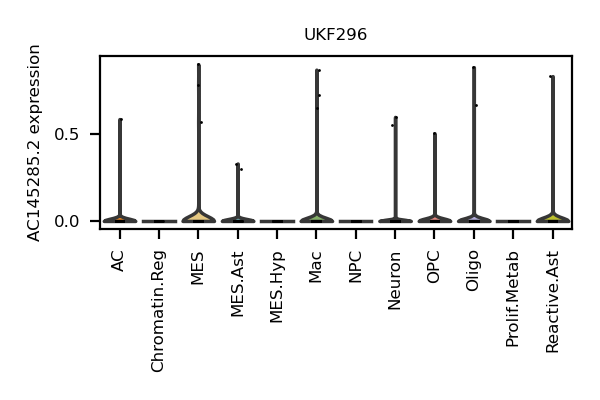 UKF296
AC145285.2 expression
0.5
0.0
AC
Chromatin.Reg
MES
MES.Ast
MES.Hyp
Mac
NPC
Neuron
OPC
Oligo
Prolif.Metab
Reactive.Ast